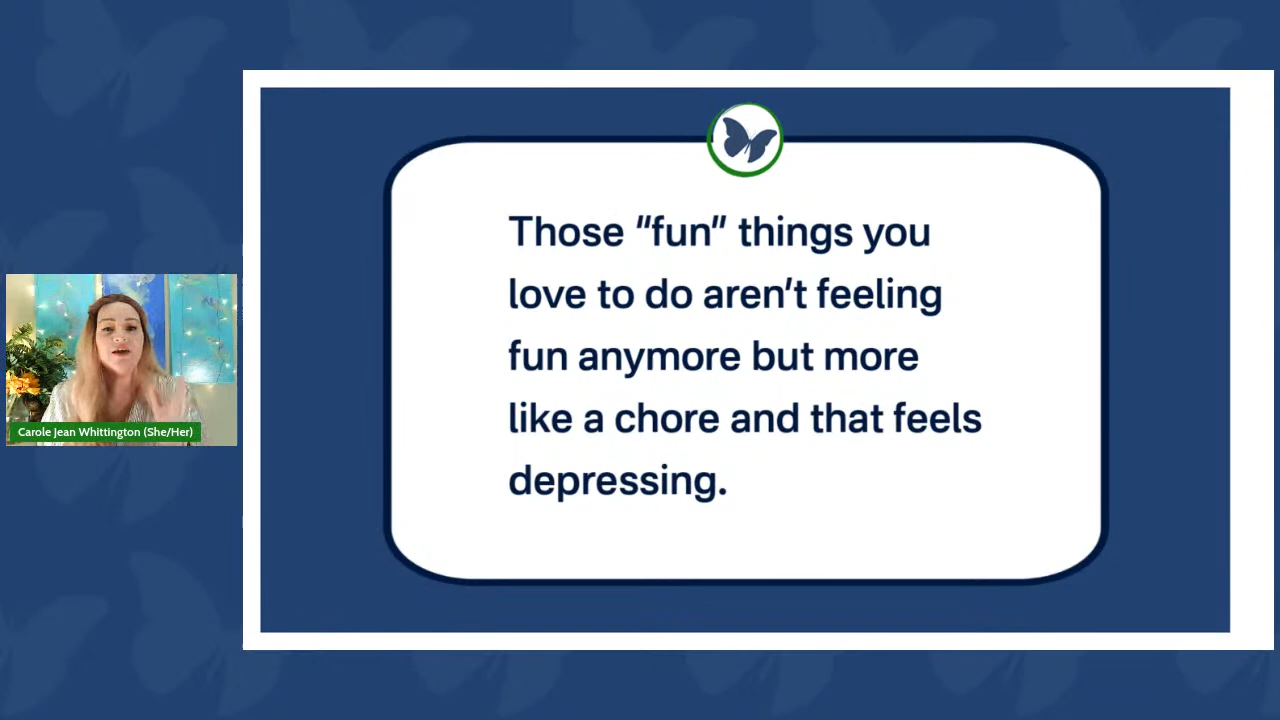 Those “fun” things you
love to do aren’t feeling
fun anymore but more
like a chore and that feels
depressing.
Carole Jean Whittington (She/Her)